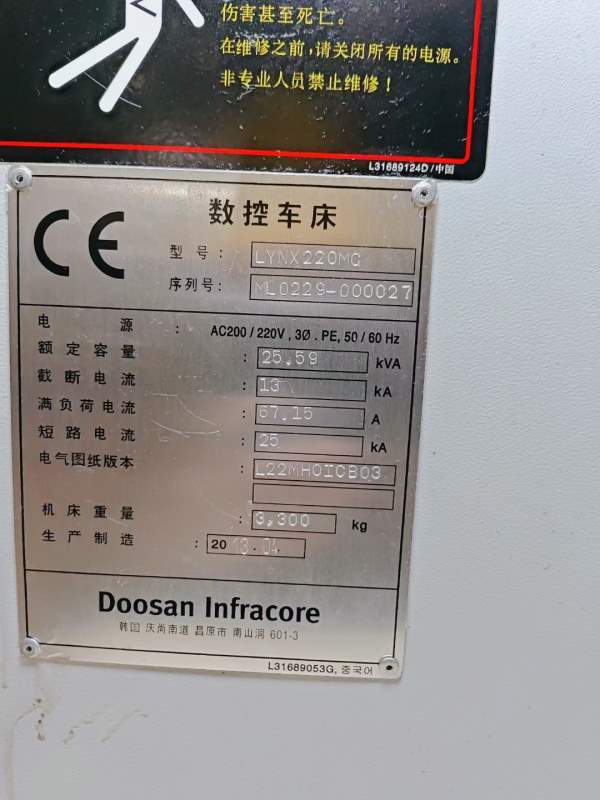 伤害甚至死亡。
在维修之前,请关闭所有的电源。
非专业人员禁止维修！
L31689124D/中国
CE
数控车床
型号: LYNX220MC
序列号: ML0229-000027
电源: AC200/220V, 3Ø. PE, 50/60 Hz
额定容量: 25.59 kVA
截断电流: 13 kA
满负荷电流: 67.15 A
短路电流: 25 kA
电气图纸版本: L22MHOICB03
机床重量: 3,300 kg
生产制造: 2013.04
Doosan Infracore
韩国 庆尚南道 昌原市 南山洞 601-3
L31689053G, 중국어